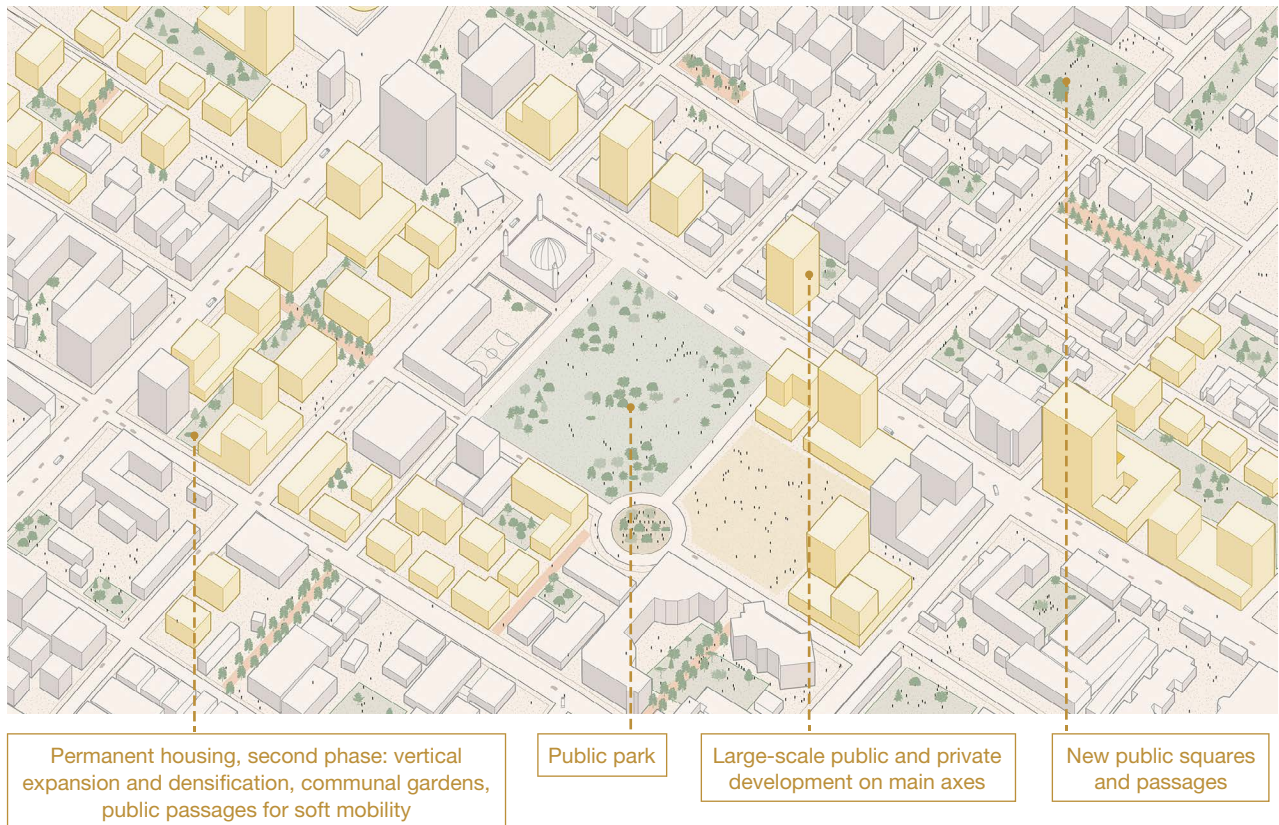 Permanent housing, second phase: vertical
expansion and densification, communal gardens,
public passages for soft mobility
Public park
Large-scale public and private
development on main axes
New public squares
and passages